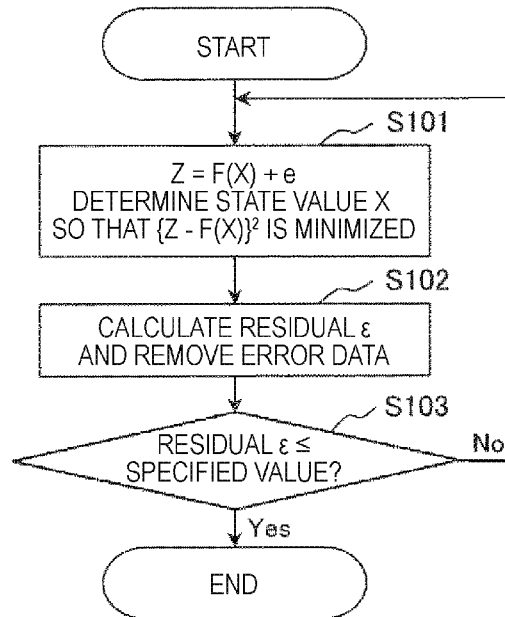 START
S101
Z = F(X) + e
DETERMINE STATE VALUE X
SO THAT {Z - F(X)}² IS MINIMIZED
S102
CALCULATE RESIDUAL ε
AND REMOVE ERROR DATA
S103
RESIDUAL ε ≤
SPECIFIED VALUE?
No
Yes
END